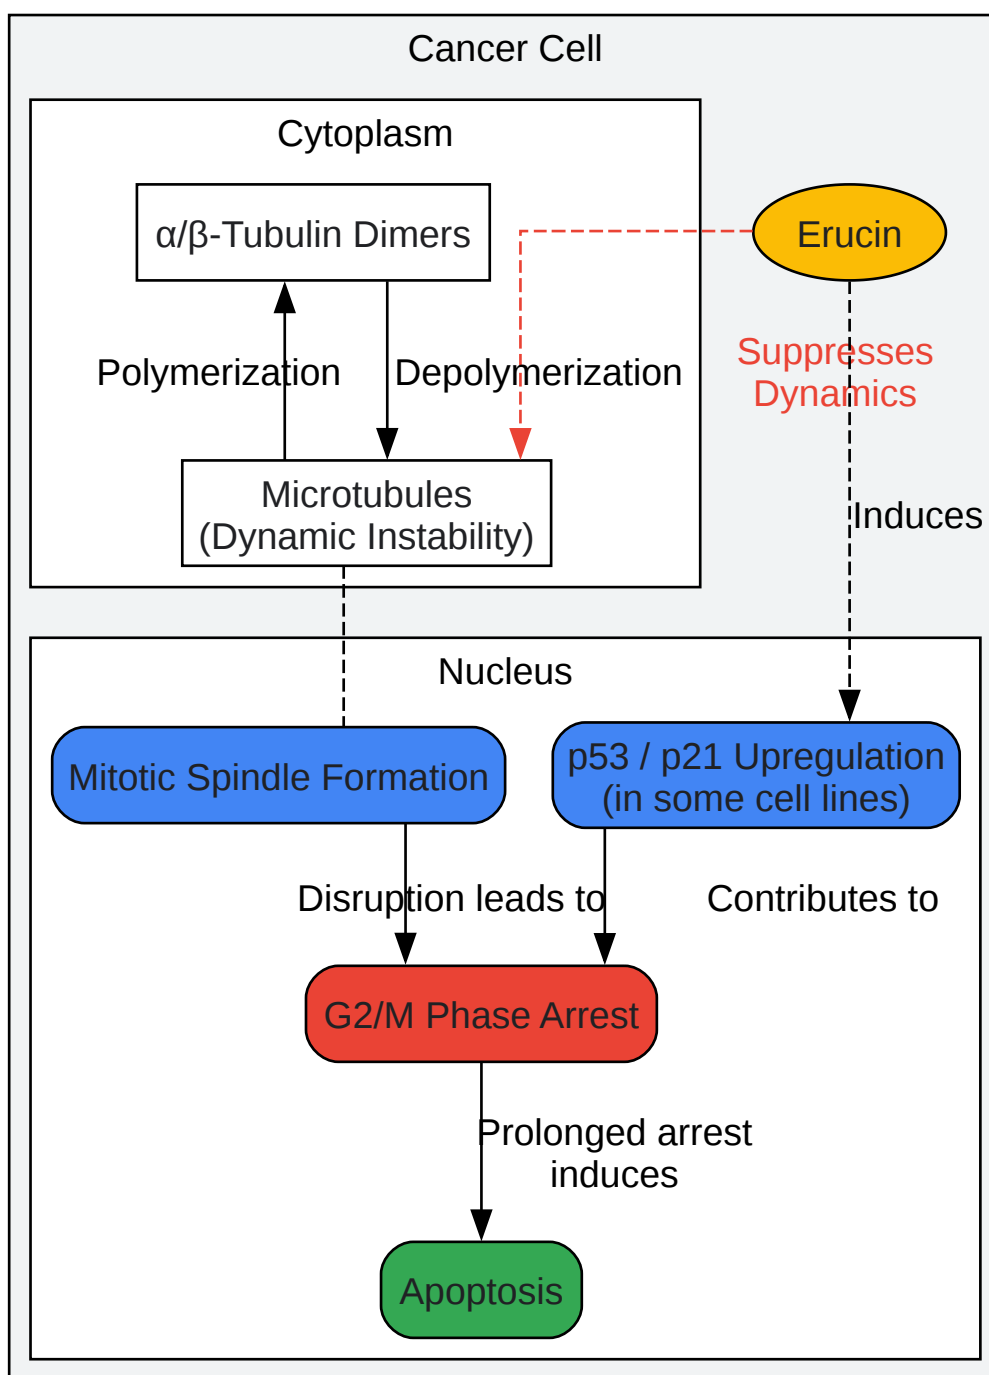 Cancer Cell
Cytoplasm
α/β-Tubulin Dimers
Erucin
Polymerization
Depolymerization
Suppresses
Dynamics
Microtubules
(Dynamic Instability)
Induces
Nucleus
Mitotic Spindle Formation
p53 / p21 Upregulation
(in some cell lines)
Disruption leads to
Contributes to
G2/M Phase Arrest
Prolonged arrest
induces
Apoptosis